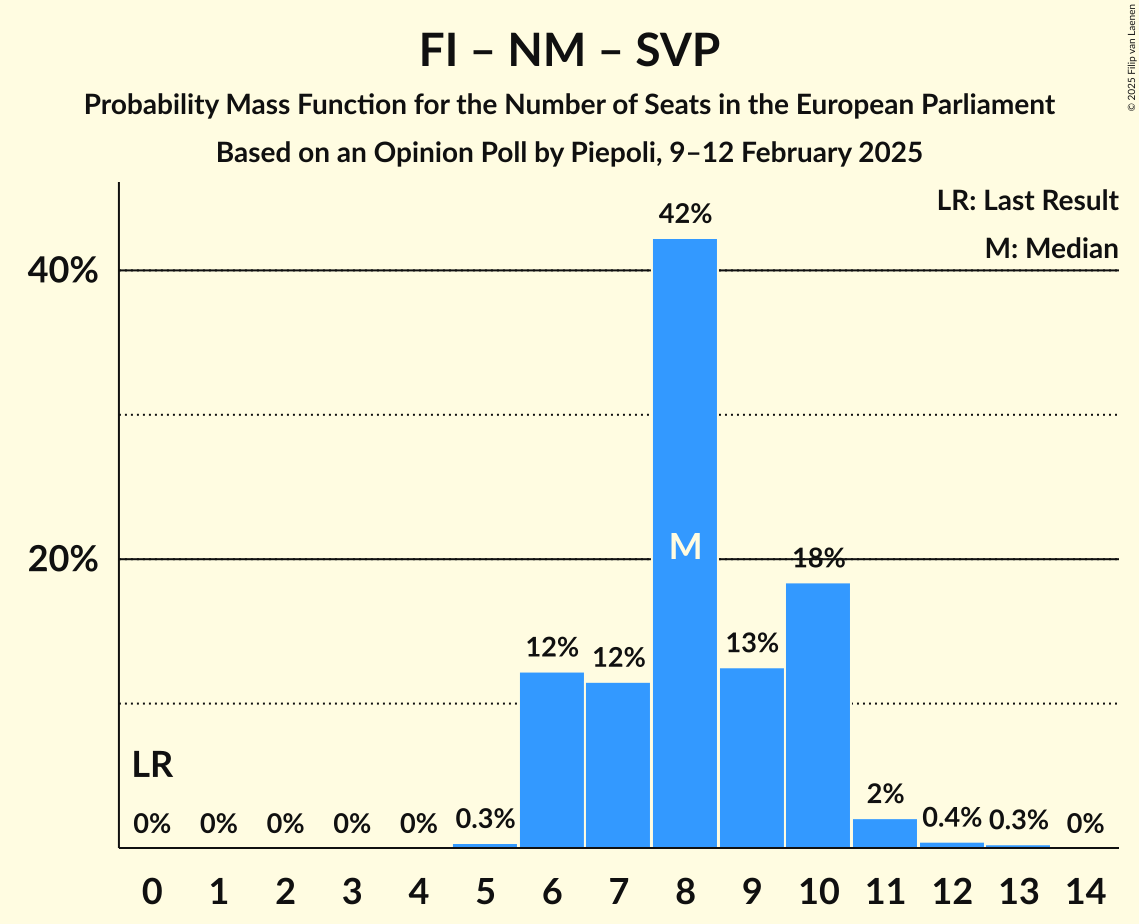 FI – NM – SVP
Probability Mass Function for the Number of Seats in the European Parliament
Based on an Opinion Poll by Piepoli, 9–12 February 2025
© 2025 Filip van Laenen
LR: Last Result
M: Median
40%
20%
42%
M
18%
12%
12%
13%
LR
0%
0%
0%
0%
0%
0.3%
2%
0.4%
0.3%
0%
0 1 2 3 4 5 6 7 8 9 10 11 12 13 14